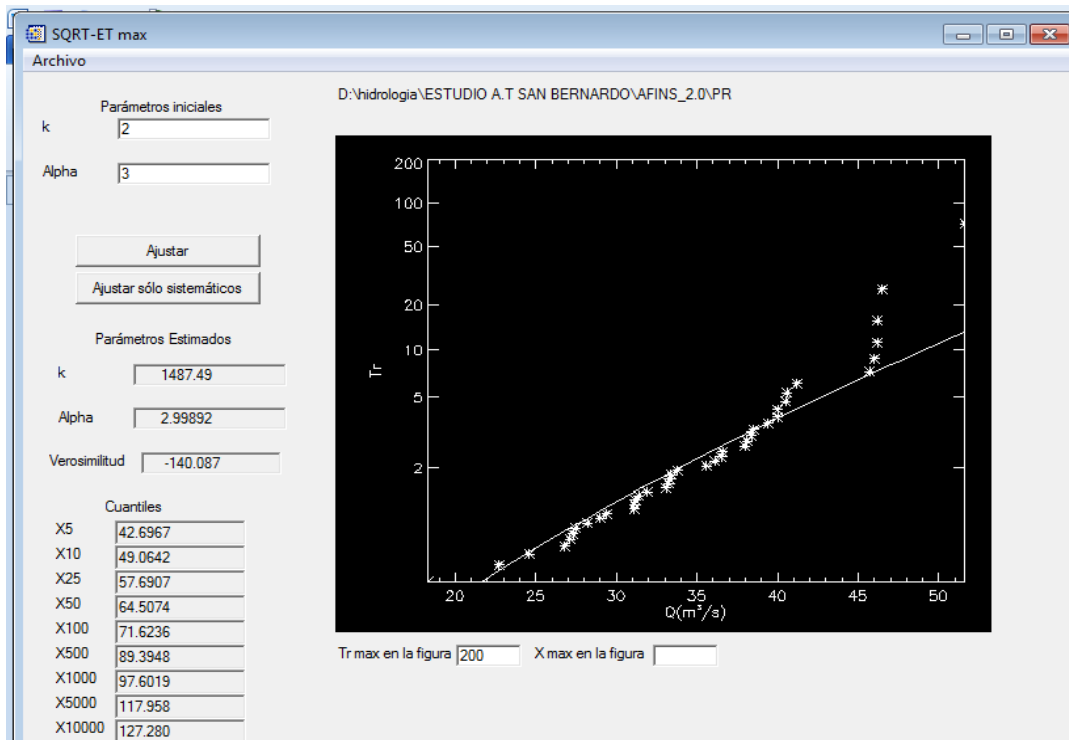 SQRT-ET max
Archivo
D:\hidrologia\ESTUDIO A.T SAN BERNARDO\AFINS_2.0\PR
Parámetros iniciales
k 2
Alpha 3
Ajustar
Ajustar sólo sistemáticos
Parámetros Estimados
k 1487.49
Alpha 2.99892
Verosimilitud -140.087
Cuantiles
X5 42.6967
X10 49.0642
X25 57.6907
X50 64.5074
X100 71.6236
X500 89.3948
X1000 97.6019
X5000 117.958
X10000 127.280
200
100
50
20
10
5
2
Tr
20 25 30 35 40 45 50
Q(m³/s)
Tr max en la figura 200 X max en la figura